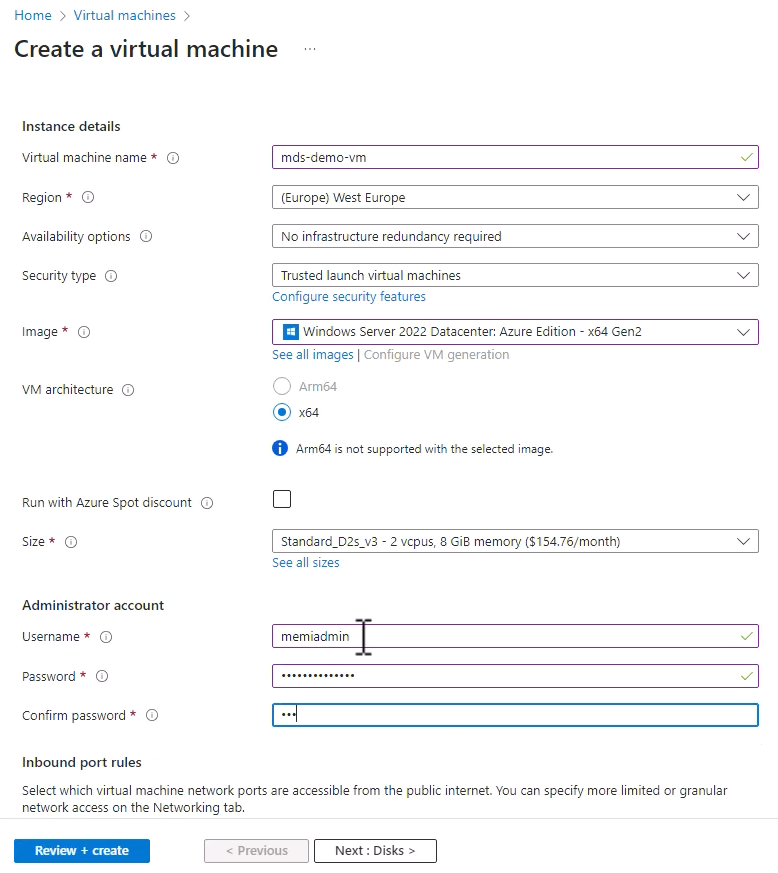 Home > Virtual machines >
Create a virtual machine ...
Instance details
Virtual machine name * mds-demo-vm
Region * (Europe) West Europe
Availability options No infrastructure redundancy required
Security type Trusted launch virtual machines
Configure security features
Image * Windows Server 2022 Datacenter: Azure Edition - x64 Gen2
See all images | Configure VM generation
VM architecture
Arm64
x64
Arm64 is not supported with the selected image.
Run with Azure Spot discount
Size * Standard_D2s_v3 - 2 vcpus, 8 GiB memory ($154.76/month)
See all sizes
Administrator account
Username * memiadmin
Password * ••••••••••••••
Confirm password * •••
Inbound port rules
Select which virtual machine network ports are accessible from the public internet. You can specify more limited or granular
network access on the Networking tab.
Review + create < Previous Next : Disks >